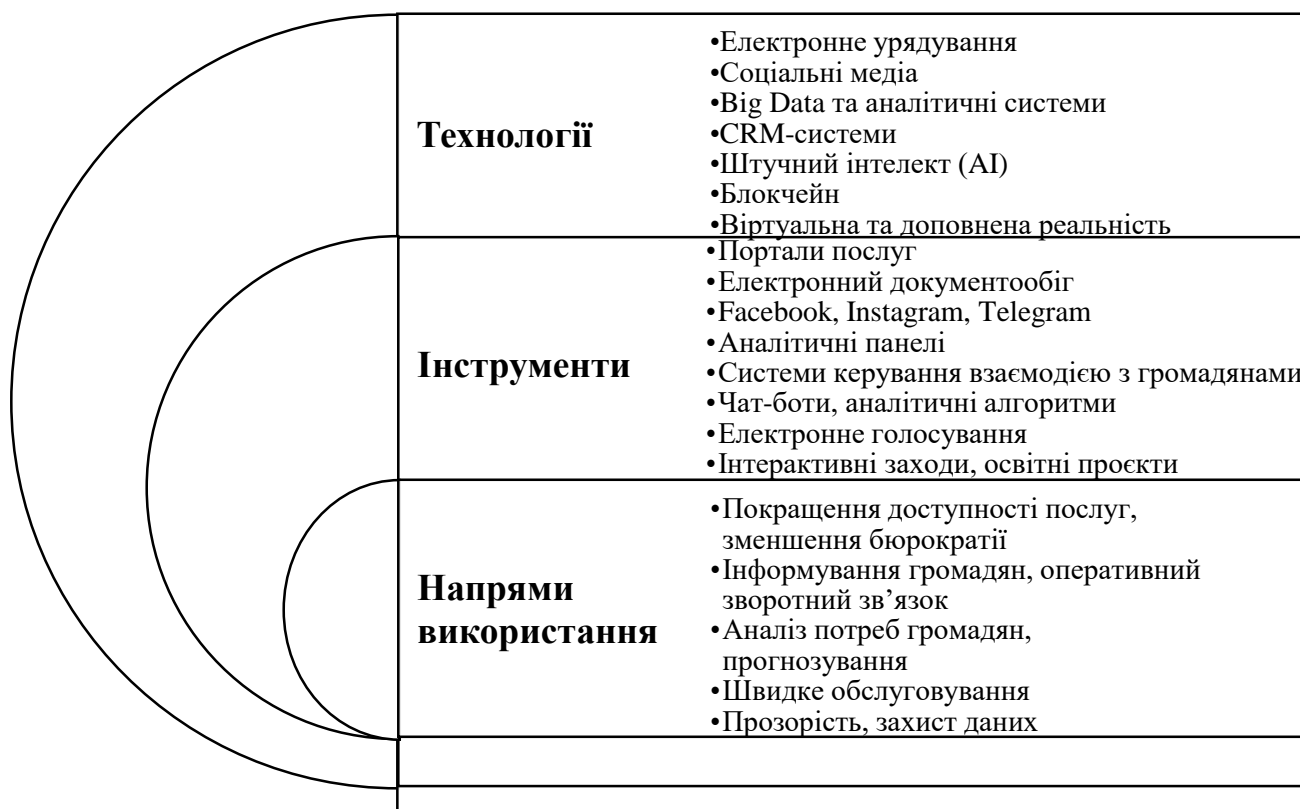 Технології
•Електронне урядування
•Соціальні медіа
•Big Data та аналітичні системи
•CRM-системи
•Штучний інтелект (AI)
•Блокчейн
•Віртуальна та доповнена реальність
Інструменти
•Портали послуг
•Електронний документообіг
•Facebook, Instagram, Telegram
•Аналітичні панелі
•Системи керування взаємодією з громадянами
•Чат-боти, аналітичні алгоритми
•Електронне голосування
•Інтерактивні заходи, освітні проєкти
Напрями
використання
•Покращення доступності послуг,
зменшення бюрократії
•Інформування громадян, оперативний
зворотний зв’язок
•Аналіз потреб громадян,
прогнозування
•Швидке обслуговування
•Прозорість, захист даних